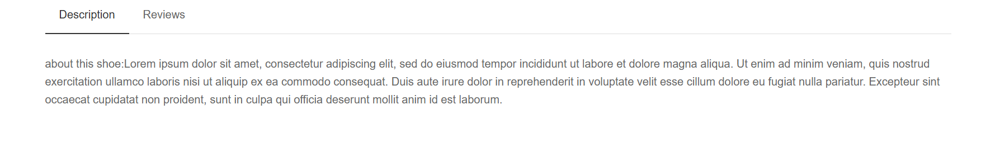 Description Reviews
about this shoe:Lorem ipsum dolor sit amet, consectetur adipiscing elit, sed do eiusmod tempor incididunt ut labore et dolore magna aliqua. Ut enim ad minim veniam, quis nostrud
exercitation ullamco laboris nisi ut aliquip ex ea commodo consequat. Duis aute irure dolor in reprehenderit in voluptate velit esse cillum dolore eu fugiat nulla pariatur. Excepteur sint
occaecat cupidatat non proident, sunt in culpa qui officia deserunt mollit anim id est laborum.